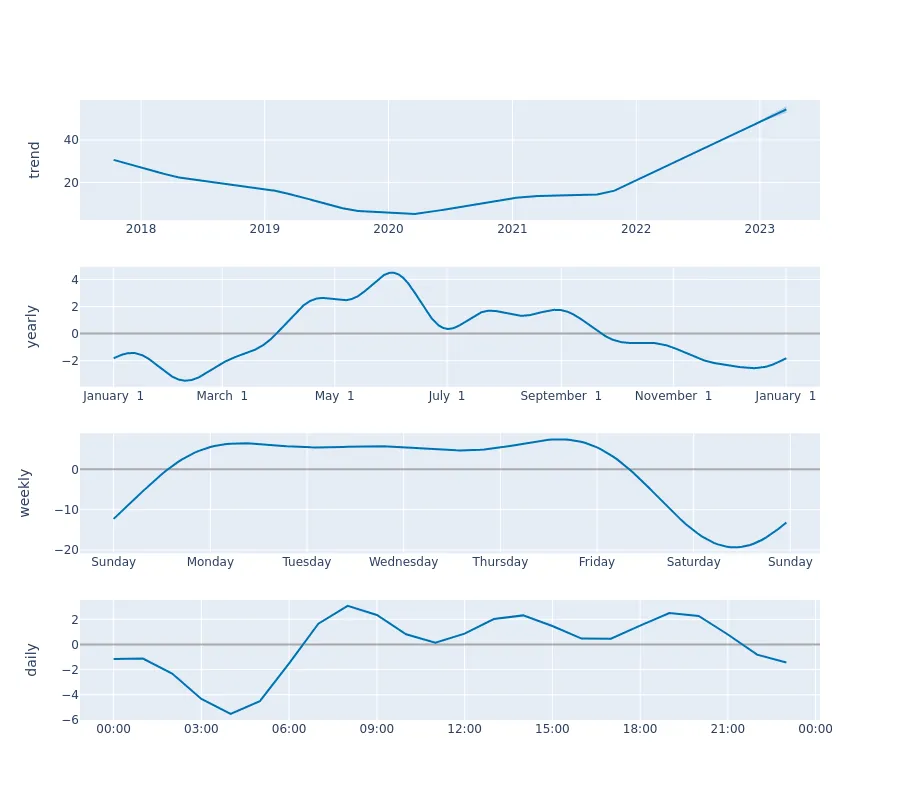 trend
40
20
2018 2019 2020 2021 2022 2023
yearly
4
2
0
−2
January 1 March 1 May 1 July 1 September 1 November 1 January 1
weekly
0
−10
−20
Sunday Monday Tuesday Wednesday Thursday Friday Saturday Sunday
daily
2
0
−2
−4
−6
00:00 03:00 06:00 09:00 12:00 15:00 18:00 21:00 00:00